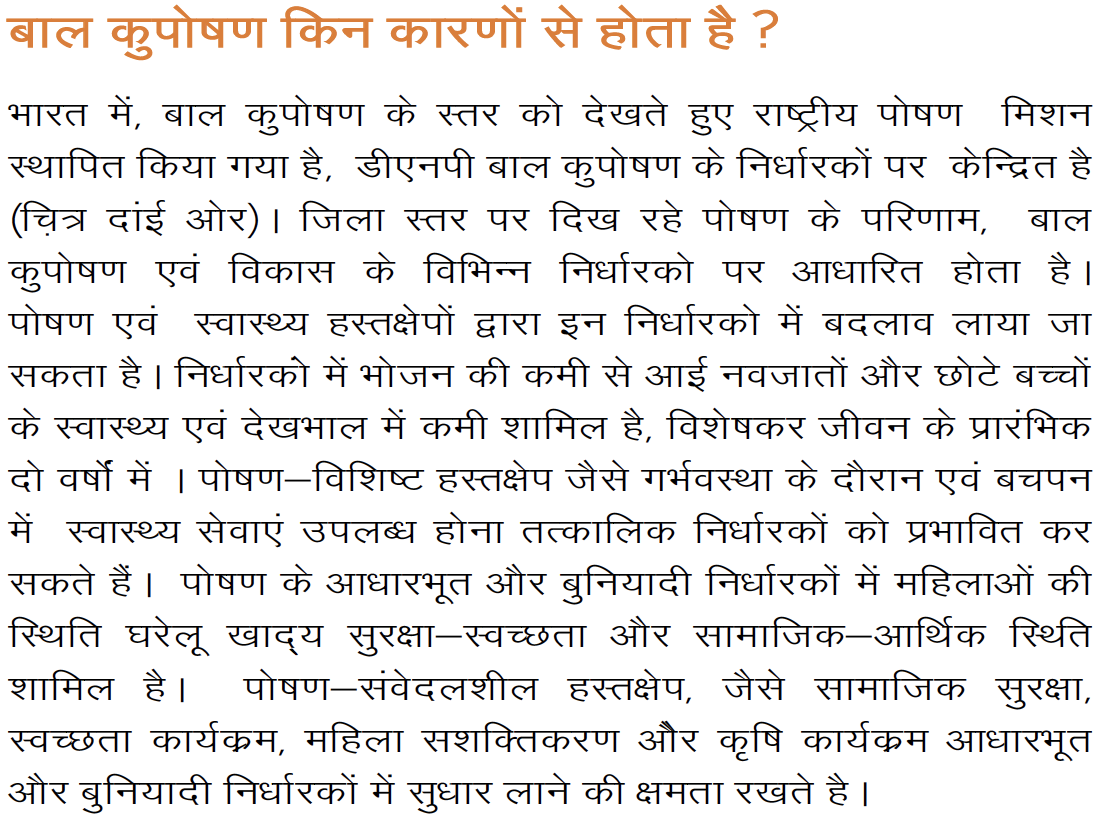 बाल कुपोषण किन कारणों से होता है ?
भारत में, बाल कुपोषण के स्तर को देखते हुए राष्ट्रीय पोषण मिशन
स्थापित किया गया है, डीएनपी बाल कुपोषण के निर्धारकों पर केन्द्रित है
(च़ित्र दांई ओर)। जिला स्तर पर दिख रहे पोषण के परिणाम, बाल
कुपोषण एवं विकास के विभिन्न निर्धारको पर आधारित होता है।
पोषण एवं स्वास्थ्य हस्तक्षेपों द्वारा इन निर्धारको में बदलाव लाया जा
सकता है। निर्धारकों में भोजन की कमी से आई नवजातों और छोटे बच्चों
के स्वास्थ्य एवं देखभाल में कमी शामिल है, विशेषकर जीवन के प्रारंभिक
दो वर्षों में । पोषण–विशिष्ट हस्तक्षेप जैसे गर्भवस्था के दौरान एवं बचपन
में स्वास्थ्य सेवाएं उपलब्ध होना तत्कालिक निर्धारकों को प्रभावित कर
सकते हैं। पोषण के आधारभूत और बुनियादी निर्धारकों में महिलाओं की
स्थिति घरेलू खाद्य सुरक्षा–स्वच्छता और सामाजिक–आर्थिक स्थिति
शामिल है। पोषण–संवेदलशील हस्तक्षेप, जैसे सामाजिक सुरक्षा,
स्वच्छता कार्यक्रम, महिला सशक्तिकरण और कृषि कार्यक्रम आधारभूत
और बुनियादी निर्धारकों में सुधार लाने की क्षमता रखते है।